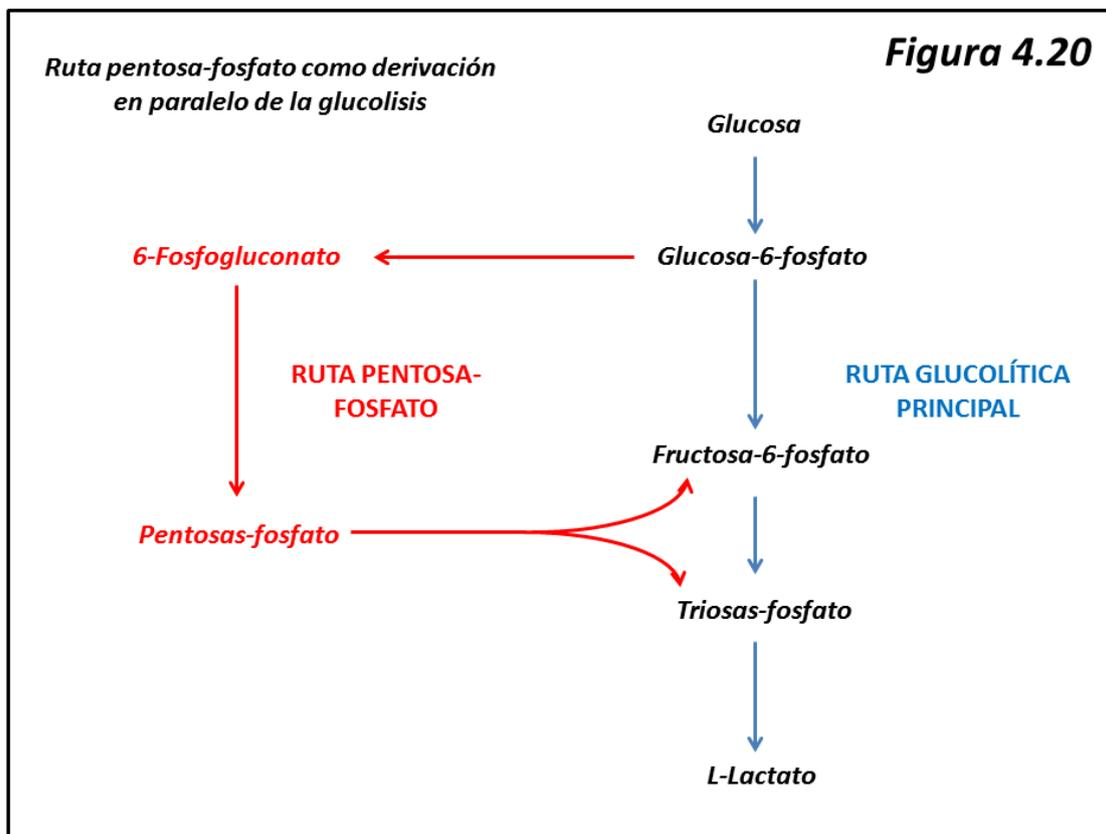 Figura 4.20
Ruta pentosa-fosfato como derivación
en paralelo de la glucolisis
Glucosa
6-Fosfogluconato
Glucosa-6-fosfato
RUTA PENTOSA-
FOSFATO
RUTA GLUCOLÍTICA
PRINCIPAL
Fructosa-6-fosfato
Pentosas-fosfato
Triosas-fosfato
L-Lactato